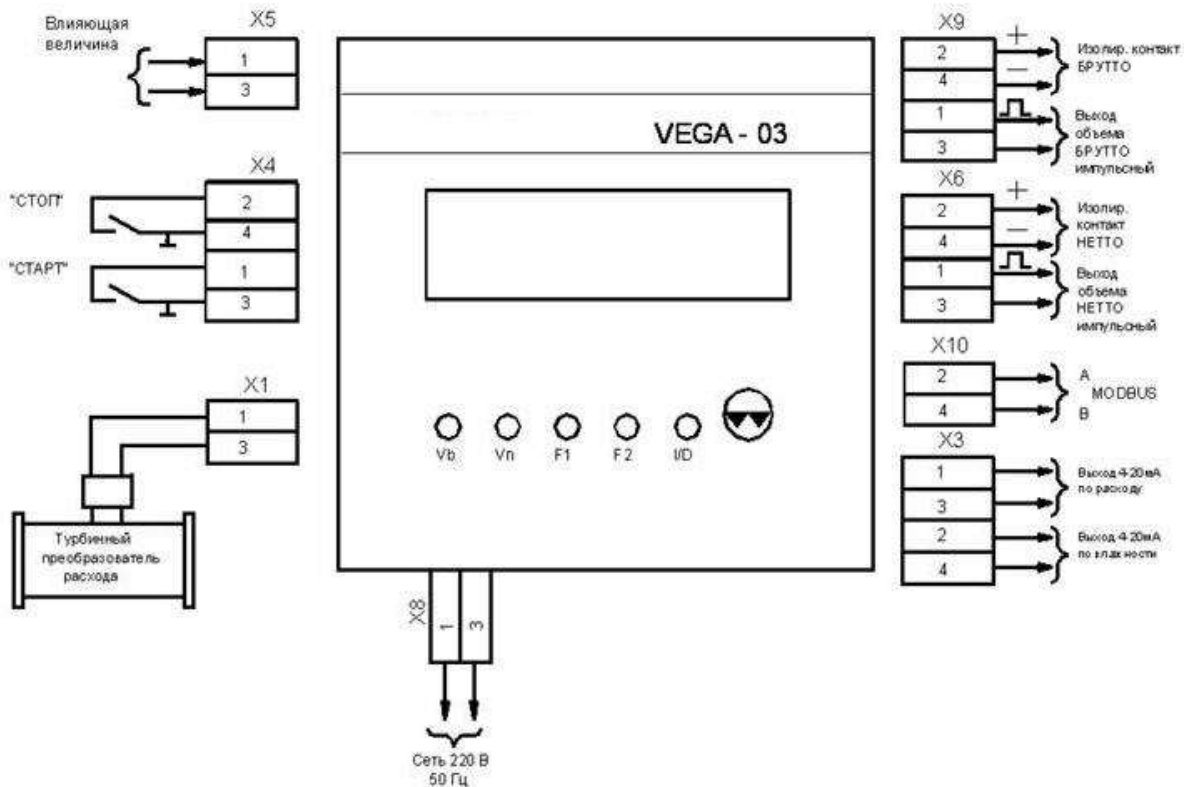 Влияющая
величина
X5
1
3
X4
"СТОП"
2
4
"СТАРТ"
1
3
X1
1
3
Турбинный
преобразователь
расхода
VEGA - 03
Vb Vn F1 F2 I/D
X8
1 3
Сеть 220 В
50 Гц
X9
2 +
4 —
Изолир. контакт
БРУТТО
1
3
Выход
объема
БРУТТО
импульсный
X6
2 +
4 —
Изолир.
контакт
НЕТТО
1
3
Выход
объема
НЕТТО
импульсный
X10
2 A
MODBUS
4 B
X3
1
3
Выход 4-20mA
по расходу
2
4
Выход 4-20mA
по влажности